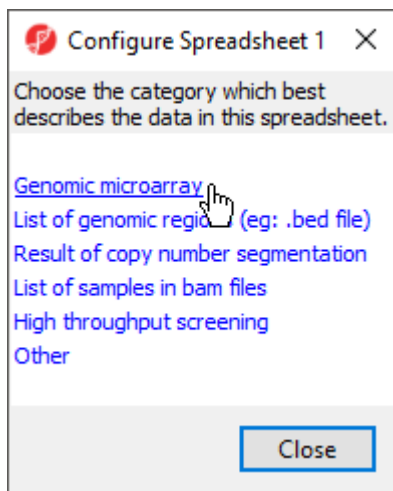 Configure Spreadsheet 1
Choose the category which best
describes the data in this spreadsheet.
Genomic microarray
List of genomic (eg: .bed file)
Result of copy number segmentation
List of samples in bam files
High throughput screening
Other
Close